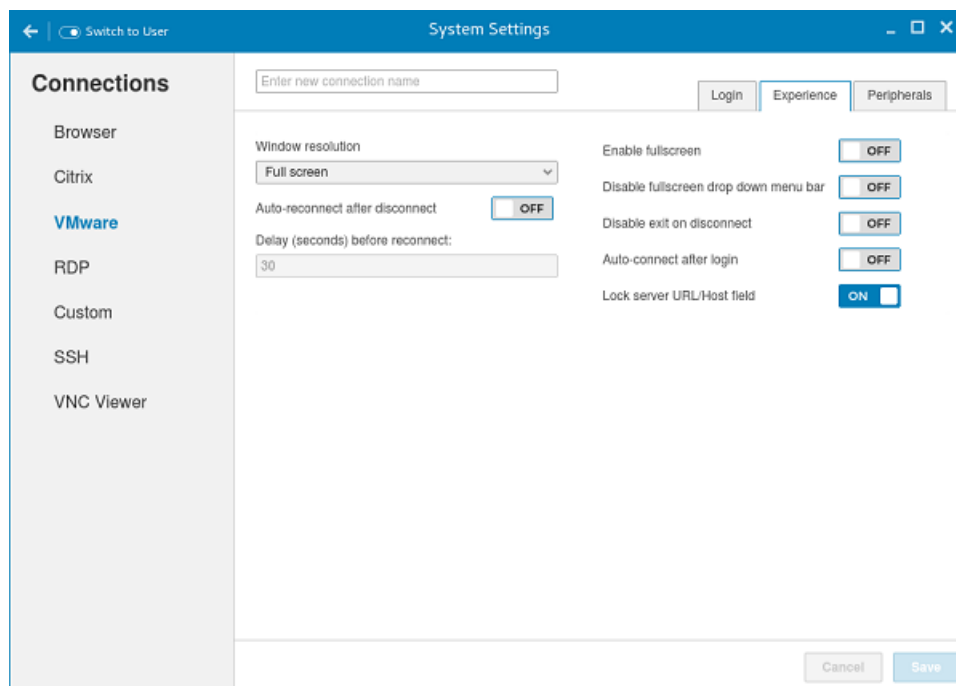 Switch to User
System Settings
Connections
Browser
Citrix
VMware
RDP
Custom
SSH
VNC Viewer
Enter new connection name
Login
Experience
Peripherals
Window resolution
Full screen
Auto-reconnect after disconnect
OFF
Delay (seconds) before reconnect:
30
Enable fullscreen
OFF
Disable fullscreen drop down menu bar
OFF
Disable exit on disconnect
OFF
Auto-connect after login
OFF
Lock server URL/Host field
ON
Cancel
Save